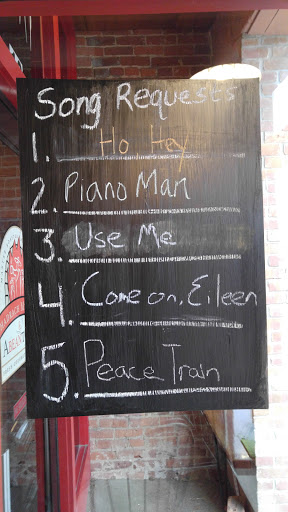 Song Requests
1. Ho Hey
2. Piano Man
3. Use Me
4. Come on, Eileen
5. Peace Train